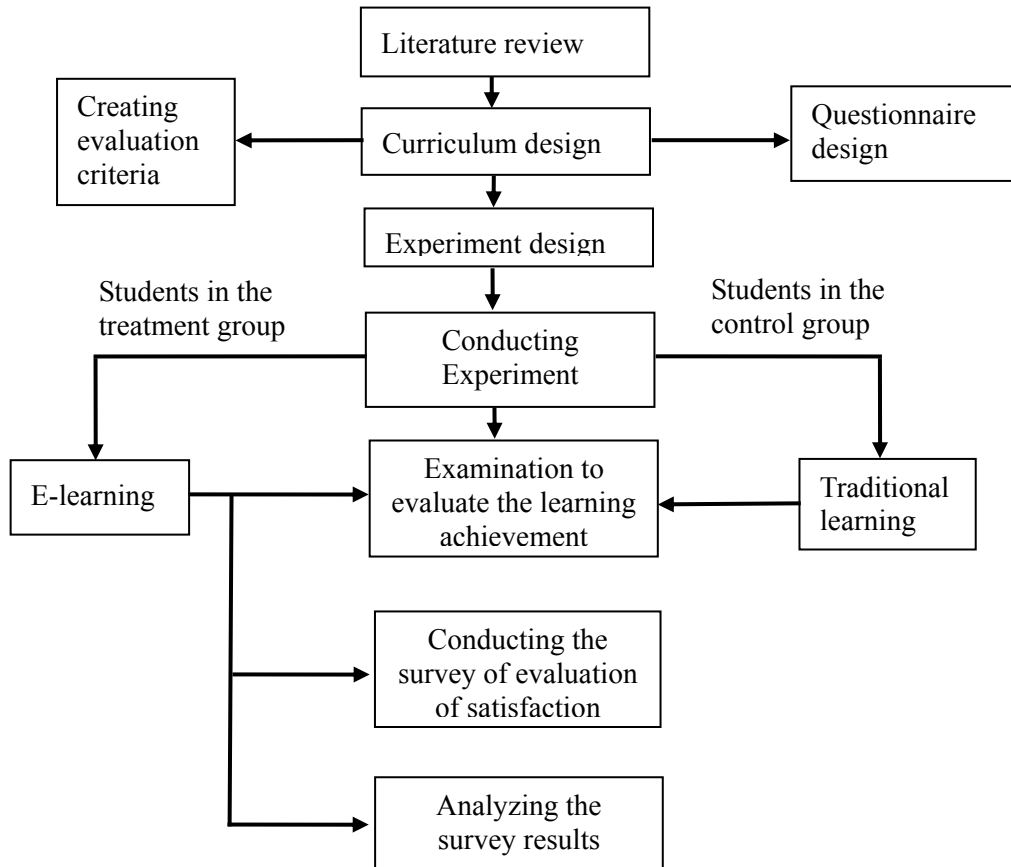 Literature review
Creating
evaluation
criteria
Curriculum design
Questionnaire
design
Experiment design
Students in the
treatment group
Students in the
control group
Conducting
Experiment
E-learning
Examination to
evaluate the learning
achievement
Traditional
learning
Conducting the
survey of evaluation
of satisfaction
Analyzing the
survey results